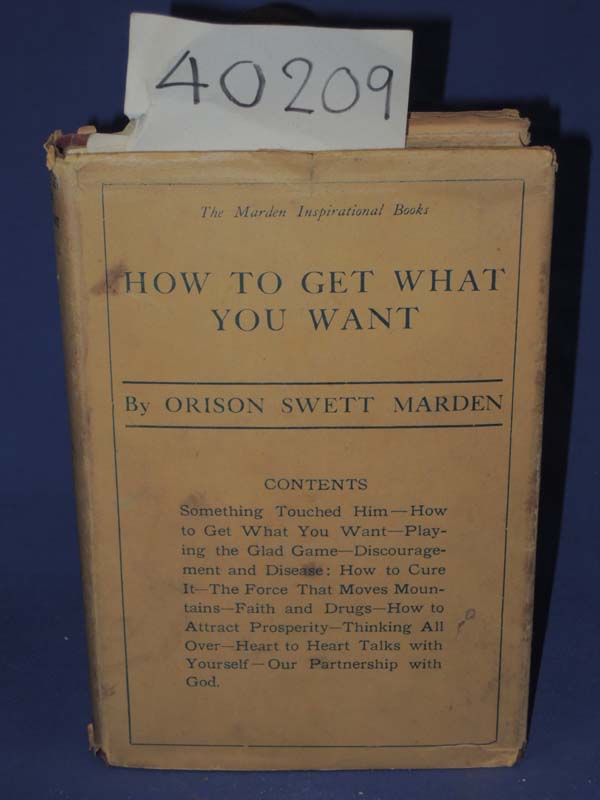 40209
The Marden Inspirational Books
HOW TO GET WHAT
YOU WANT
By ORISON SWETT MARDEN
CONTENTS
Something Touched Him—How
to Get What You Want—Play-
ing the Glad Game—Discourage-
ment and Disease: How to Cure
It—The Force That Moves Moun-
tains—Faith and Drugs—How to
Attract Prosperity—Thinking All
Over—Heart to Heart Talks with
Yourself—Our Partnership with
God.